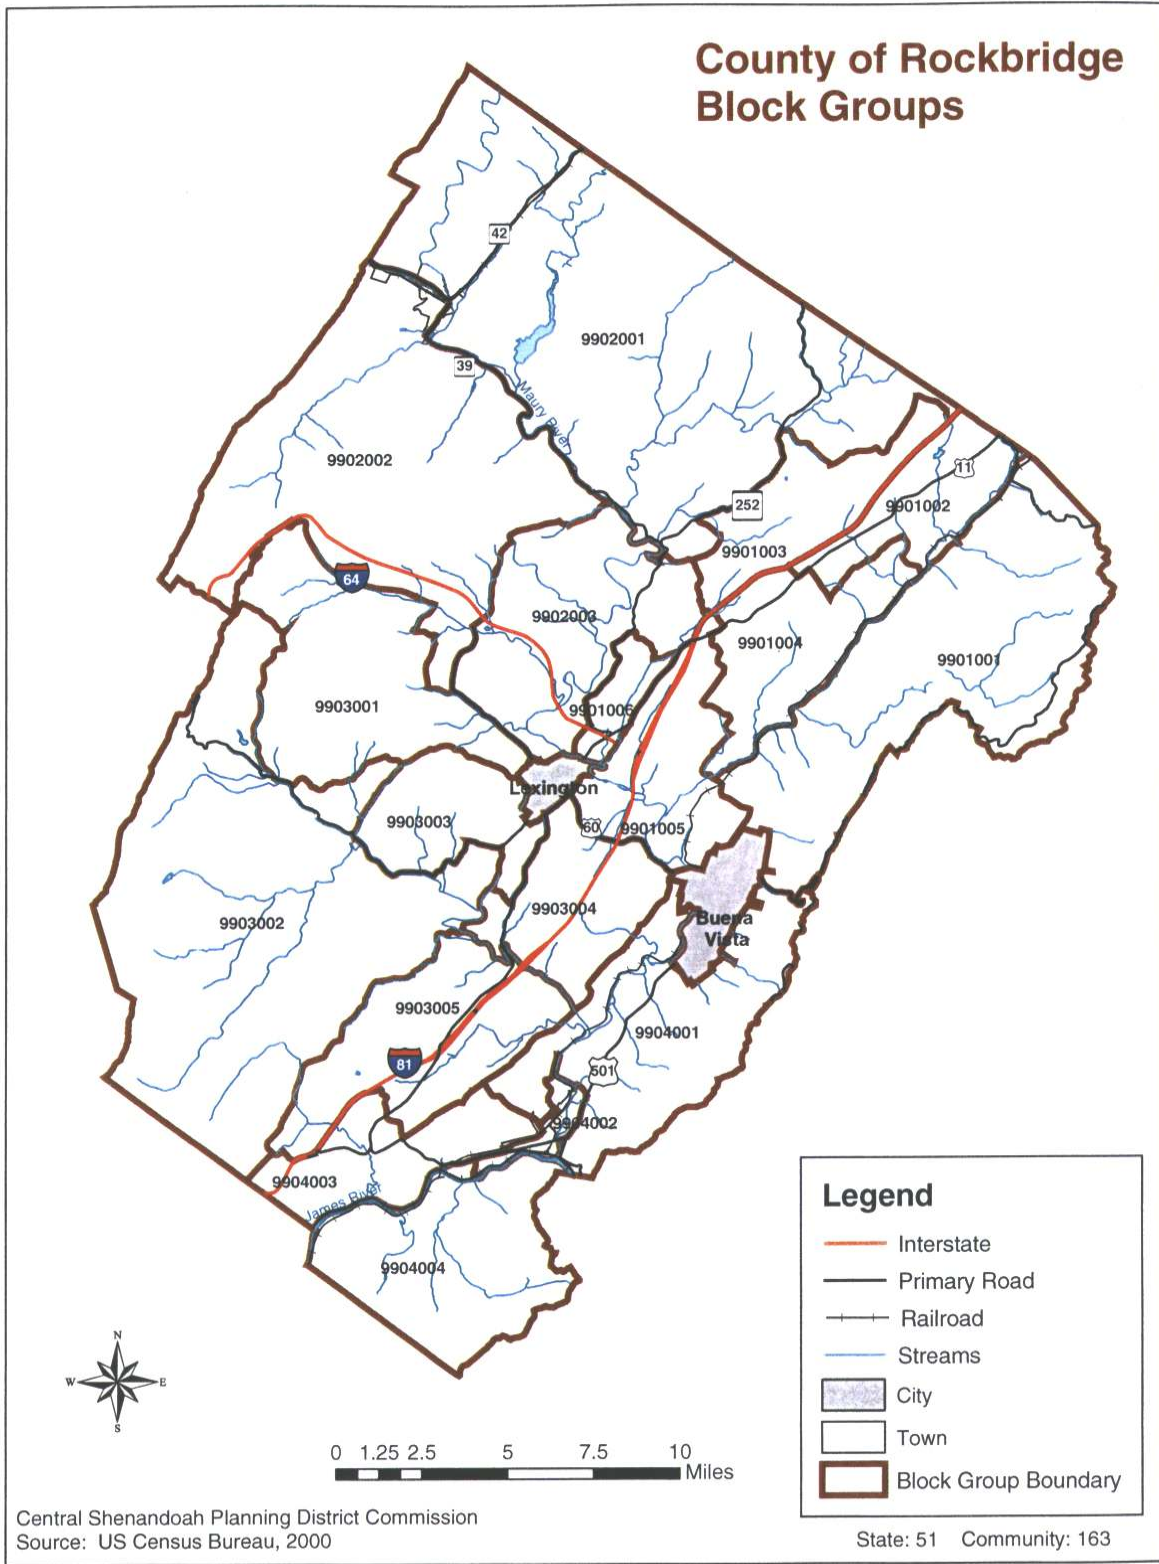 County of Rockbridge
Block Groups
42
9902001
39
Maury River
9902002
11
252
9901002
9901003
64
9902003
9901004
9901001
9903001
9901006
Lexington
9903003
60
9901005
9903004
9903002
Buena
Vista
9903005
9904001
81
501
9904002
9904003
James River
9904004
Legend
Interstate
Primary Road
Railroad
Streams
City
Town
Block Group Boundary
N
W
E
S
0 1.25 2.5 5 7.5 10
Miles
Central Shenandoah Planning District Commission
Source: US Census Bureau, 2000
State: 51 Community: 163